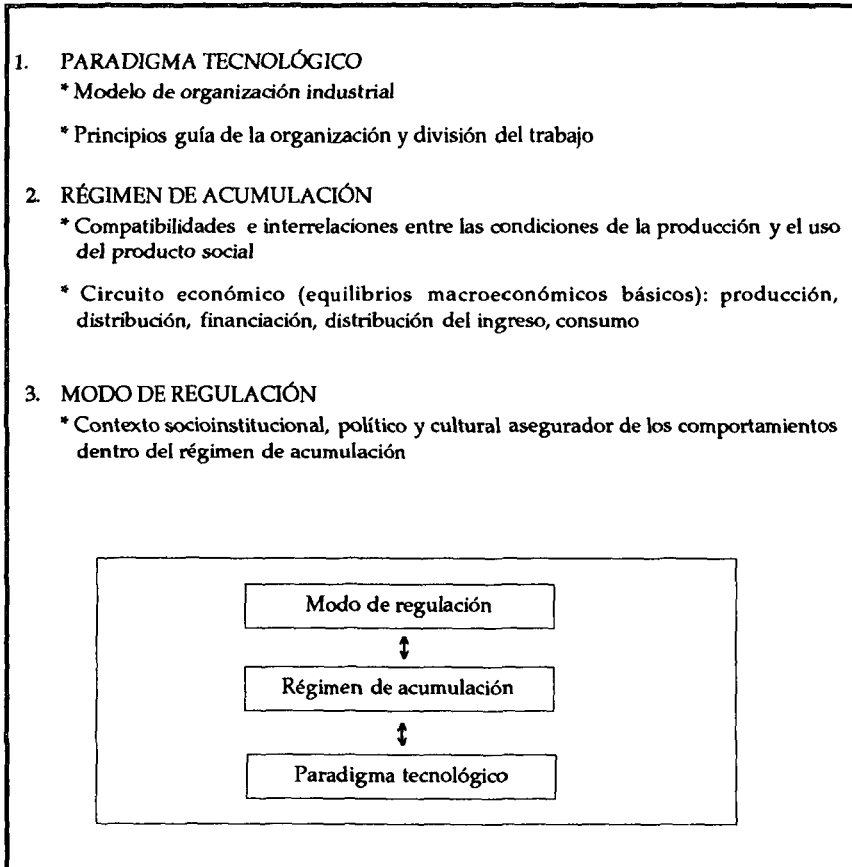 1. PARADIGMA TECNOLÓGICO
* Modelo de organización industrial
* Principios guía de la organización y división del trabajo
2. RÉGIMEN DE ACUMULACIÓN
* Compatibilidades e interrelaciones entre las condiciones de la producción y el uso
del producto social
* Circuito económico (equilibrios macroeconómicos básicos): producción,
distribución, financiación, distribución del ingreso, consumo
3. MODO DE REGULACIÓN
* Contexto socioinstitucional, político y cultural asegurador de los comportamientos
dentro del régimen de acumulación
Modo de regulación
Régimen de acumulación
Paradigma tecnológico